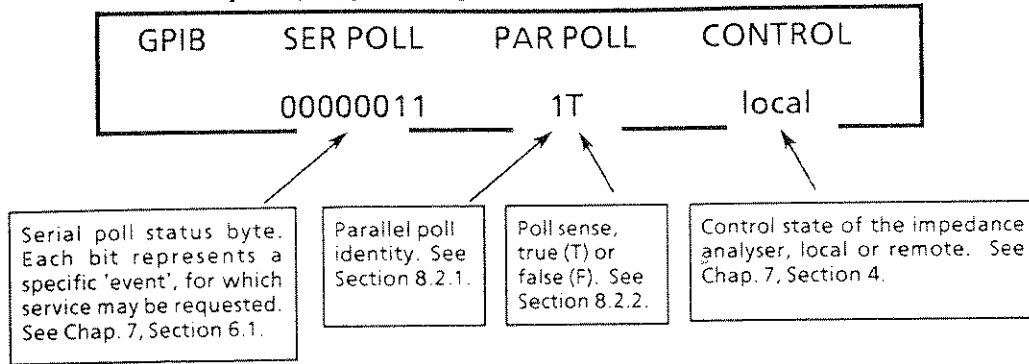 GPIB SER POLL PAR POLL CONTROL
00000011 1T local
Serial poll status byte.
Each bit represents a
specific 'event', for which
service may be requested.
See Chap. 7, Section 6.1.
Parallel poll
identity. See
Section 8.2.1.
Poll sense,
true (T) or
false (F). See
Section 8.2.2.
Control state of the impedance
analyser, local or remote. See
Chap. 7, Section 4.